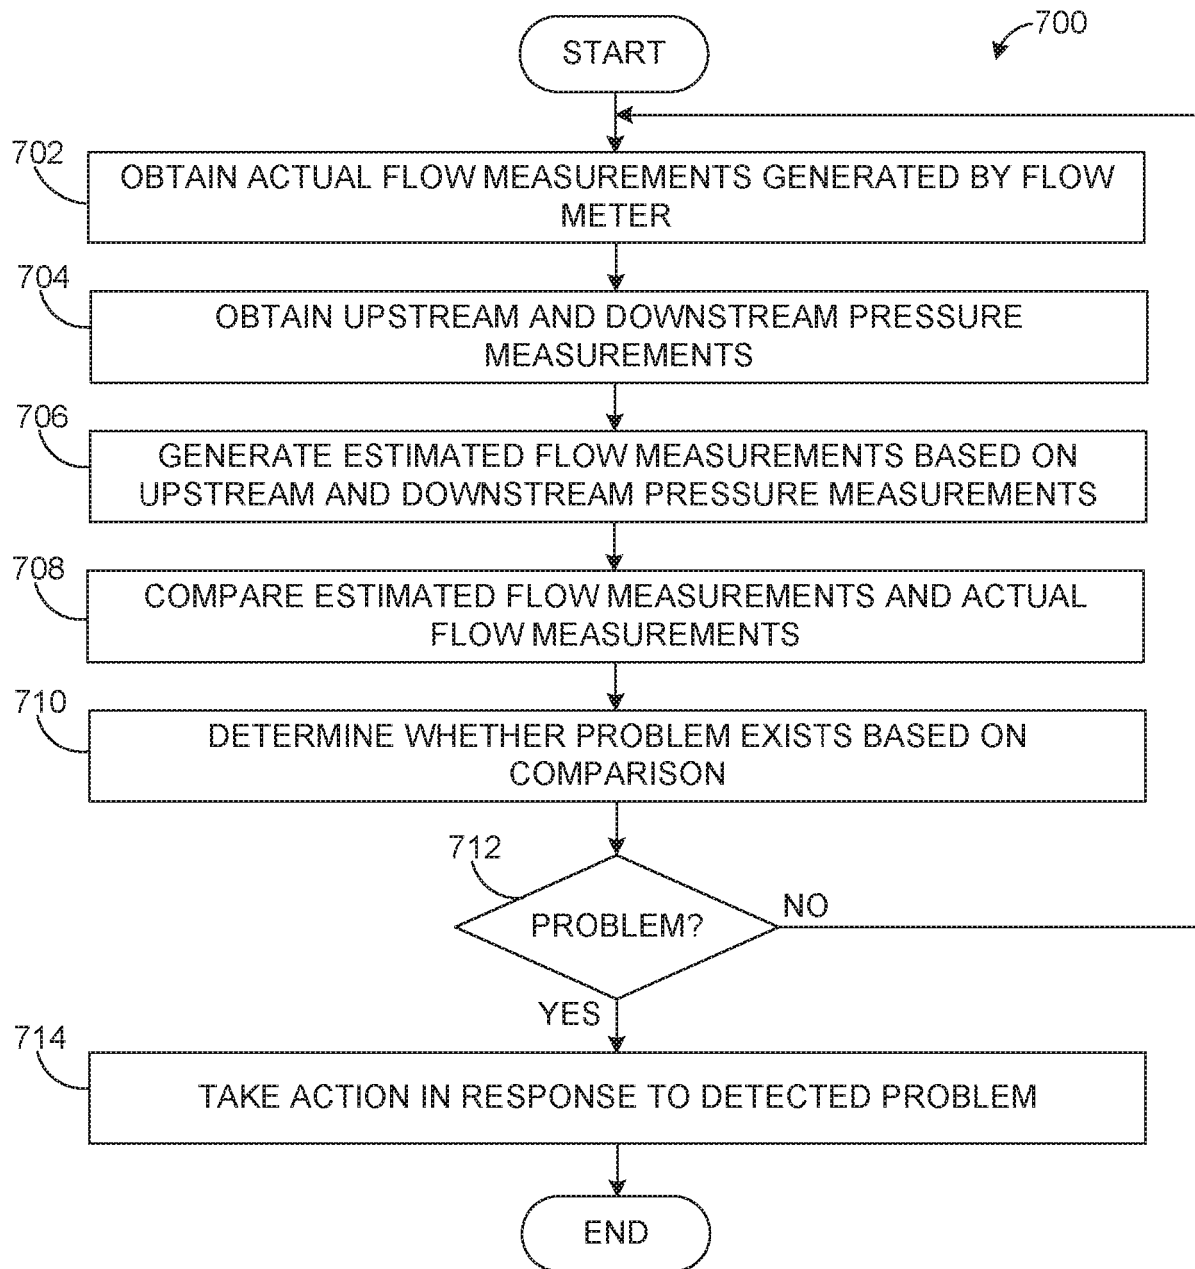 700
START
702
OBTAIN ACTUAL FLOW MEASUREMENTS GENERATED BY FLOW
METER
704
OBTAIN UPSTREAM AND DOWNSTREAM PRESSURE
MEASUREMENTS
706
GENERATE ESTIMATED FLOW MEASUREMENTS BASED ON
UPSTREAM AND DOWNSTREAM PRESSURE MEASUREMENTS
708
COMPARE ESTIMATED FLOW MEASUREMENTS AND ACTUAL
FLOW MEASUREMENTS
710
DETERMINE WHETHER PROBLEM EXISTS BASED ON
COMPARISON
712
PROBLEM?
NO
YES
714
TAKE ACTION IN RESPONSE TO DETECTED PROBLEM
END